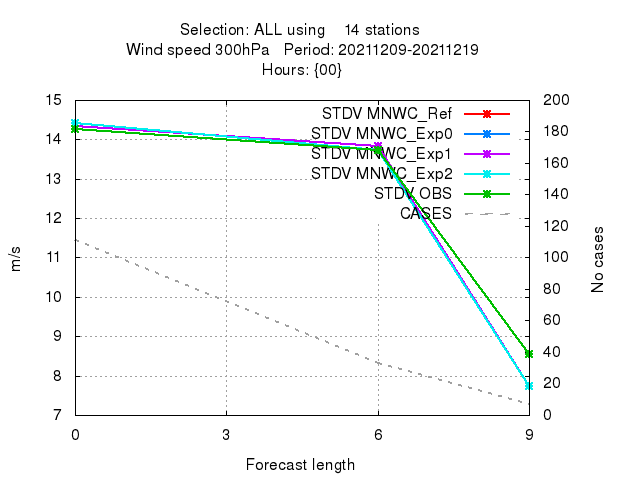 Selection: ALL using 14 stations
Wind speed 300hPa Period: 20211209-20211219
Hours: {00}
STDV MNWC_Ref
STDV MNWC_Exp0
STDV MNWC_Exp1
STDV MNWC_Exp2
STDV OBS
CASES
15
14
13
12
11
10
9
8
7
m/s
200
180
160
140
120
100
80
60
40
20
0
No cases
0 3 6 9
Forecast length